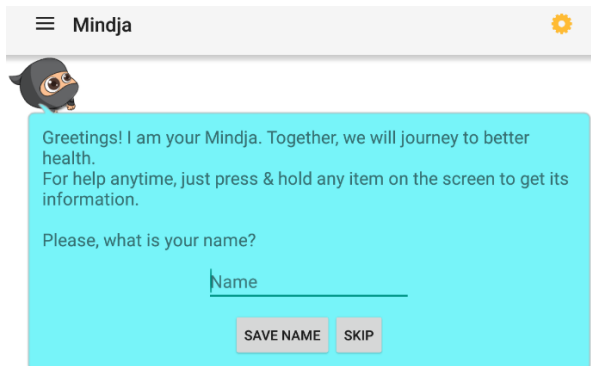 Mindja
Greetings! I am your Mindja. Together, we will journey to better
health.
For help anytime, just press & hold any item on the screen to get its
information.
Please, what is your name?
Name
SAVE NAME SKIP